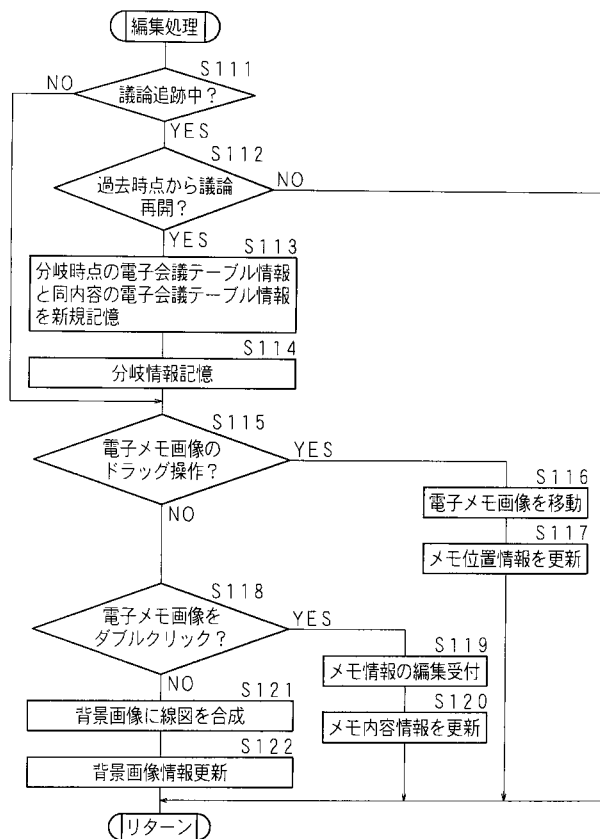 編集処理
S111
NO
議論追跡中？
YES
S112
過去時点から議論
再開？
NO
YES
S113
分岐時点の電子会議テーブル情報
と同内容の電子会議テーブル情報
を新規記憶
S114
分岐情報記憶
S115
電子メモ画像の
ドラッグ操作？
YES
NO
S116
電子メモ画像を移動
S117
メモ位置情報を更新
S118
電子メモ画像を
ダブルクリック？
YES
NO
S119
メモ情報の編集受付
S120
メモ内容情報を更新
S121
背景画像に線図を合成
S122
背景画像情報更新
リターン